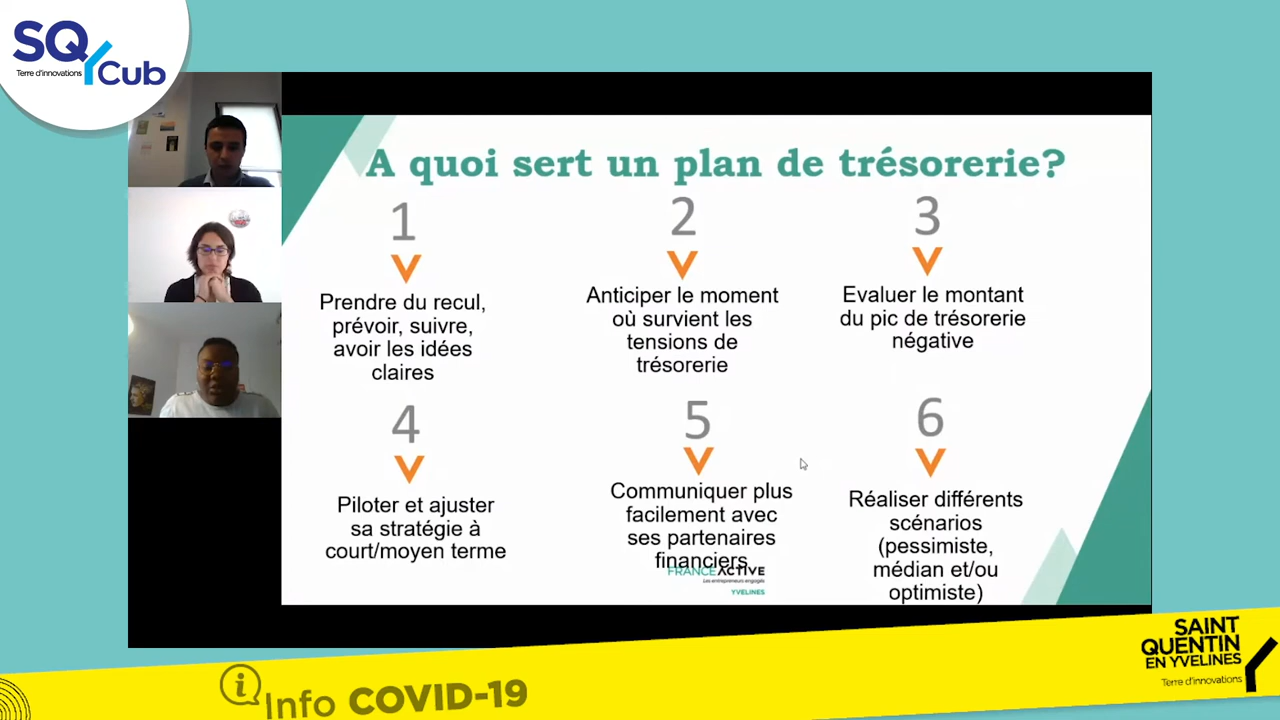 SQY Cub
Terre d'innovations
A quoi sert un plan de trésorerie?
1
Prendre du recul,
prévoir, suivre,
avoir les idées
claires
2
Anticiper le moment
où survient les
tensions de
trésorerie
3
Evaluer le montant
du pic de trésorerie
négative
4
Piloter et ajuster
sa stratégie à
court/moyen terme
5
Communiquer plus
facilement avec
ses partenaires
financiers
6
Réaliser différents
scénarios
(pessimiste,
médian et/ou
optimiste)
FRANCE ACTIVE
Les entrepreneurs engagés
YVELINES
i Info COVID-19
SAINT
QUENTIN
EN YVELINES
Terre d'innovations